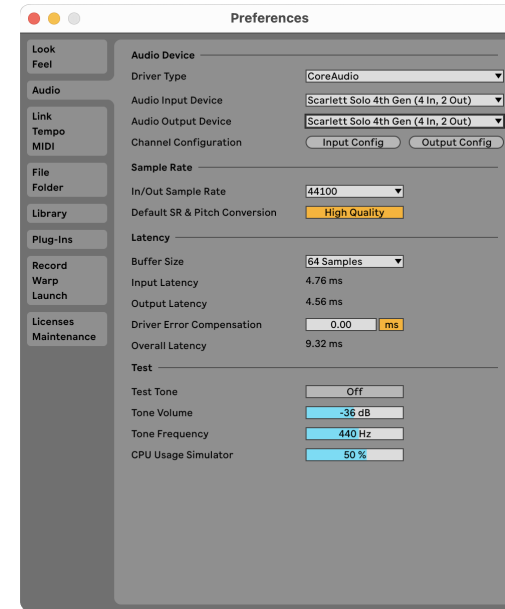 Preferences
Look
Feel
Audio
Link
Tempo
MIDI
File
Folder
Library
Plug-Ins
Record
Warp
Launch
Licenses
Maintenance
Audio Device
Driver Type CoreAudio
Audio Input Device Scarlett Solo 4th Gen (4 In, 2 Out)
Audio Output Device Scarlett Solo 4th Gen (4 In, 2 Out)
Channel Configuration Input Config Output Config
Sample Rate
In/Out Sample Rate 44100
Default SR & Pitch Conversion High Quality
Latency
Buffer Size 64 Samples
Input Latency 4.76 ms
Output Latency 4.56 ms
Driver Error Compensation 0.00 ms
Overall Latency 9.32 ms
Test
Test Tone Off
Tone Volume -36 dB
Tone Frequency 440 Hz
CPU Usage Simulator 50 %